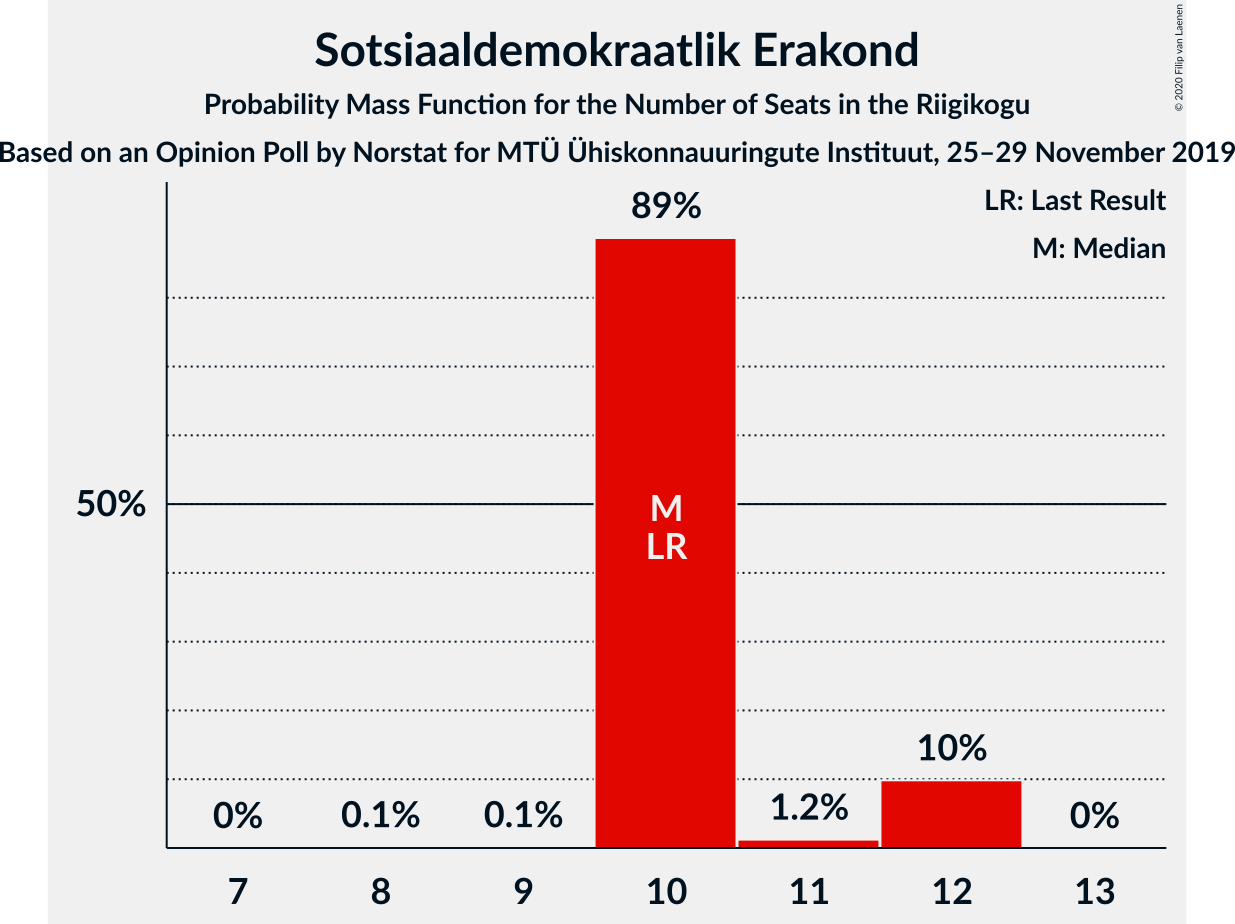 Sotsiaaldemokraatlik Erakond
Probability Mass Function for the Number of Seats in the Riigikogu
Based on an Opinion Poll by Norstat for MTÜ Ühiskonnauuringute Instituut, 25–29 November 2019
© 2020 Filip van Laenen
LR: Last Result
M: Median
89%
50%
M
LR
10%
0% 0.1% 0.1% 1.2% 0%
7 8 9 10 11 12 13